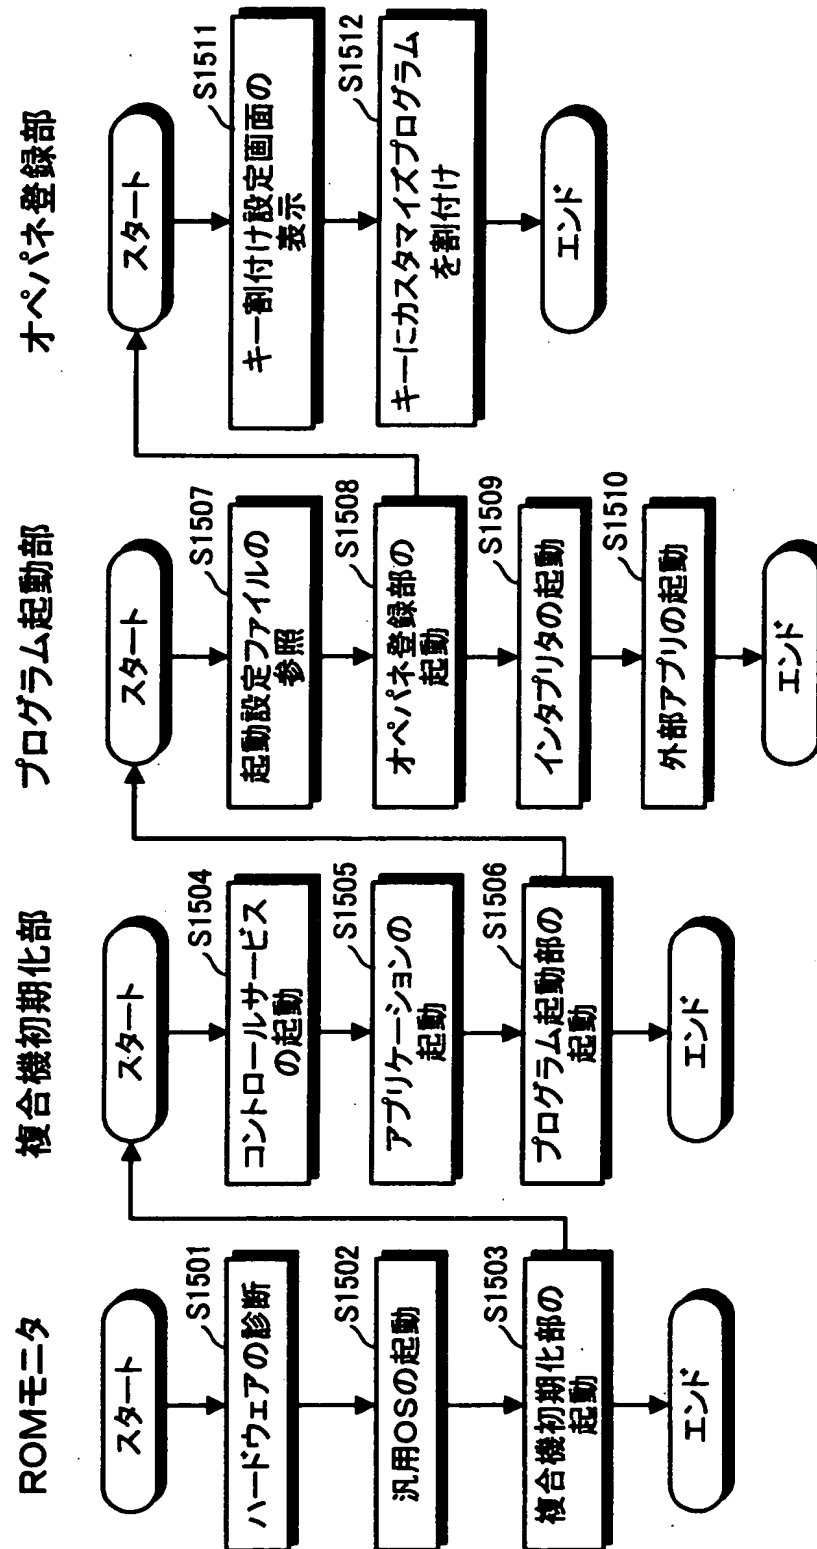 ROMモニタ
スタート
S1501
ハードウェアの診断
S1502
汎用OSの起動
S1503
複合機初期化部の
起動
エンド
複合機初期化部
スタート
S1504
コントロールサービス
の起動
S1505
アプリケーションの
起動
S1506
プログラム起動部の
起動
エンド
プログラム起動部
スタート
S1507
起動設定ファイルの
参照
S1508
オペパネ登録部の
起動
S1509
インタプリタの起動
S1510
外部アプリの起動
エンド
オペパネ登録部
スタート
S1511
キー割付け設定画面の
表示
S1512
キーにカスタマイズプログラム
を割付け
エンド